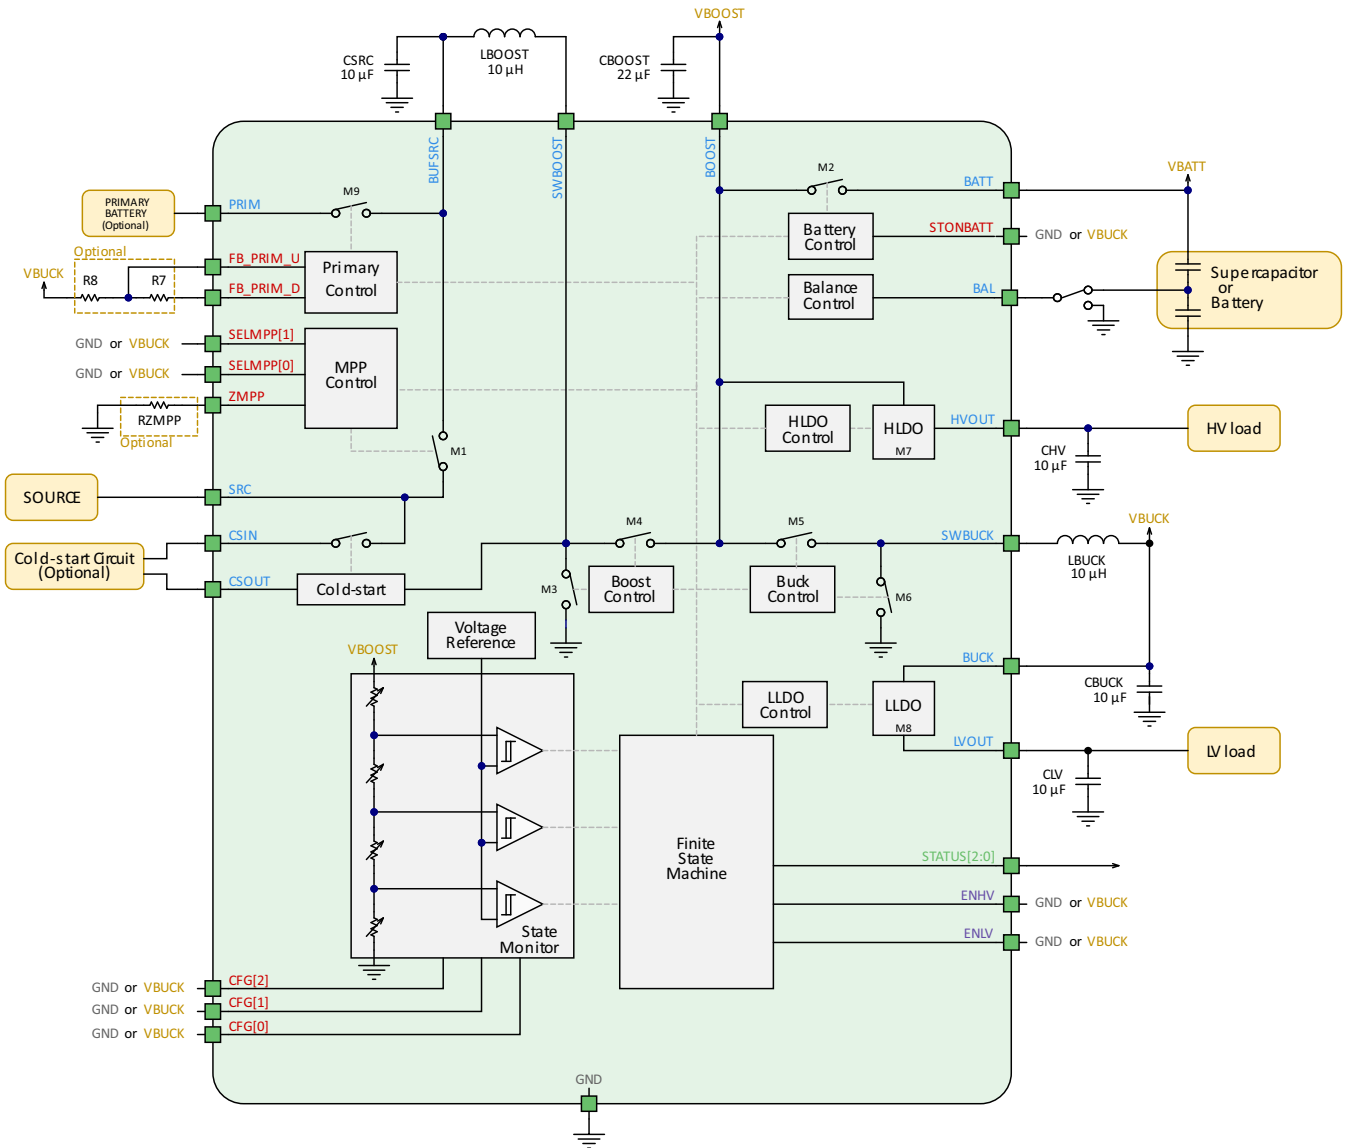 VBOOST
CSRC
10 µF
LBOOST
10 µH
CBOOST
22 µF
BUFSRC
SWBOOST
BOOST
PRIMARY
BATTERY
(Optional)
PRIM
M9
M2
BATT
VBATT
Battery
Control
STONBATT
GND or VBUCK
Optional
VBUCK
R8
R7
FB_PRIM_U
FB_PRIM_D
Primary
Control
Balance
Control
BAL
Supercapacitor
or
Battery
GND or VBUCK
SELMPP[1]
GND or VBUCK
SELMPP[0]
ZMPP
MPP
Control
RZMPP
Optional
M1
HLDO
Control
HLDO
M7
HVOUT
CHV
10 µF
HV load
SOURCE
SRC
Cold-start Circuit
(Optional)
CSIN
CSOUT
Cold-start
M4
M5
M3
Boost
Control
Buck
Control
M6
SWBUCK
VBUCK
LBUCK
10 µH
Voltage
Reference
VBOOST
BUCK
CBUCK
10 µF
LLDO
Control
LLDO
M8
LVOUT
CLV
10 µF
LV load
Finite
State
Machine
State
Monitor
STATUS[2:0]
ENHV
GND or VBUCK
ENLV
GND or VBUCK
GND or VBUCK
CFG[2]
GND or VBUCK
CFG[1]
GND or VBUCK
CFG[0]
GND